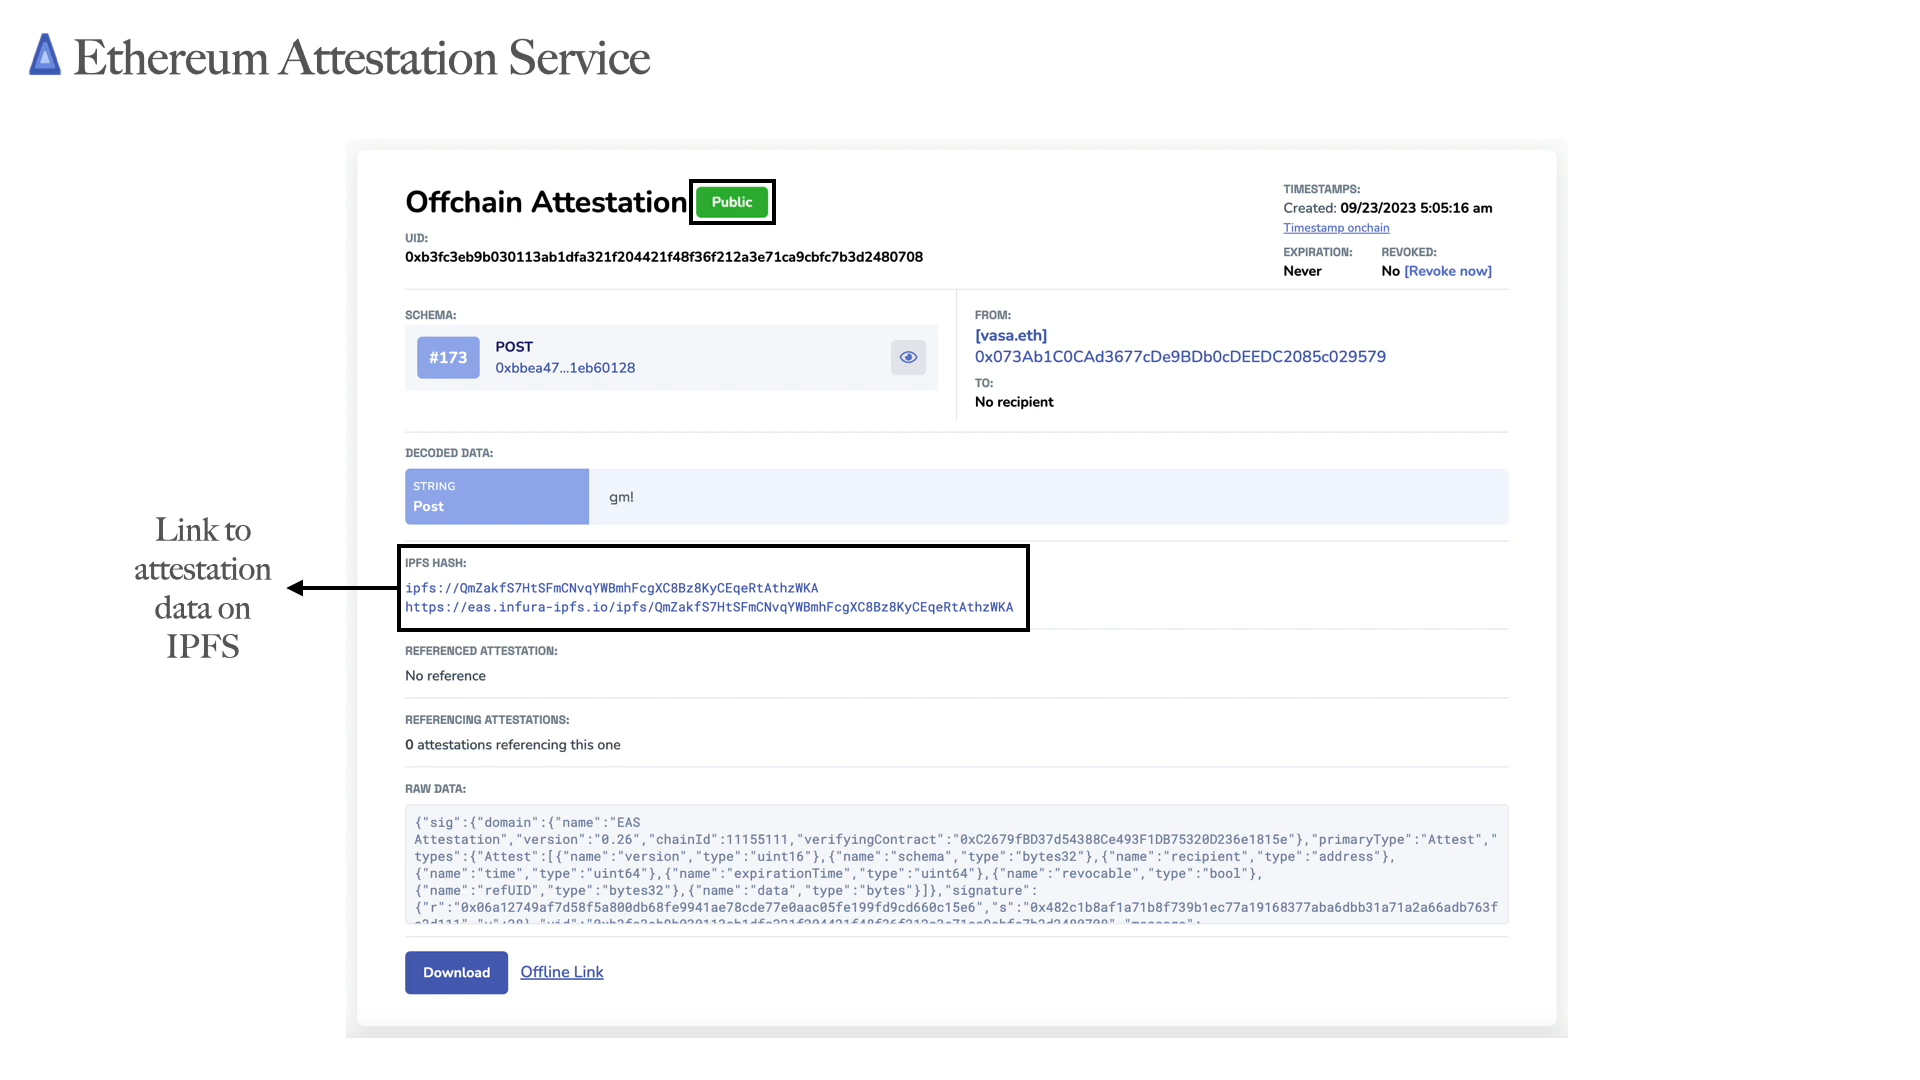 Ethereum Attestation Service
Offchain Attestation Public
UID:
0xb3fc3eb9b030113ab1dfa321f204421f48f36f212a3e71ca9cbfc7b3d2480708
TIMESTAMPS:
Created: 09/23/2023 5:05:16 am
Timestamp onchain
EXPIRATION: REVOKED:
Never No [Revoke now]
SCHEMA:
#173
POST
0xbbea47...1eb60128
FROM:
[vasa.eth]
0x073Ab1C0CAd3677cDe9BDb0cDEEDC2085c029579
TO:
No recipient
DECODED DATA:
STRING
Post
gm!
Link to
attestation
data on
IPFS
IPFS HASH:
ipfs://QmZakfS7HtSFmCNvqYWBmhFcgXC8Bz8KyCEqeRtAthzWKA
https://eas.infura-ipfs.io/ipfs/QmZakfS7HtSFmCNvqYWBmhFcgXC8Bz8KyCEqeRtAthzWKA
REFERENCED ATTESTATION:
No reference
REFERENCING ATTESTATIONS:
0 attestations referencing this one
RAW DATA:
{"sig":{"domain":{"name":"EAS
Attestation","version":"0.26","chainId":11155111,"verifyingContract":"0xC2679fBD37d54388Ce493F1DB75320D236e1815e"},"primaryType":"Attest","
types":{"Attest":[{"name":"version","type":"uint16"},{"name":"schema","type":"bytes32"},{"name":"recipient","type":"address"},
{"name":"time","type":"uint64"},{"name":"expirationTime","type":"uint64"},{"name":"revocable","type":"bool"},
{"name":"refUID","type":"bytes32"},{"name":"data","type":"bytes"}]},"signature":
{"r":"0x06a12749af7d58f5a800db68fe9941ae78cde77e0aac05fe199fd9cd660c15e6","s":"0x482c1b8af1a71b8f739b1ec77a19168377aba6dbb31a71a2a66adb763f
Download Offline Link